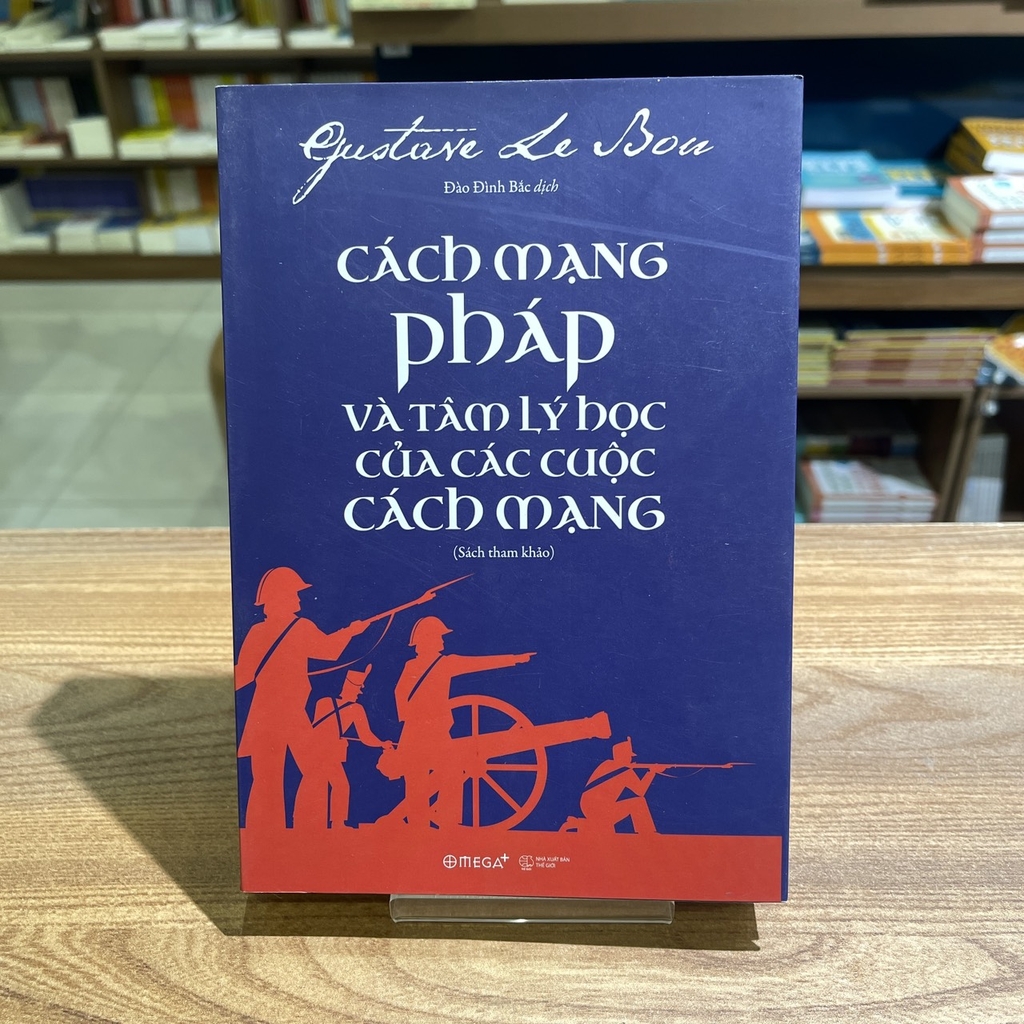 Gustave Le Bon
Đào Đình Bắc dịch
CÁCH MẠNG
PHÁP
VÀ TÂM LÝ HỌC
CỦA CÁC CUỘC
CÁCH MẠNG
(Sách tham khảo)
OMEGA+
NHÀ XUẤT BẢN
THẾ GIỚI